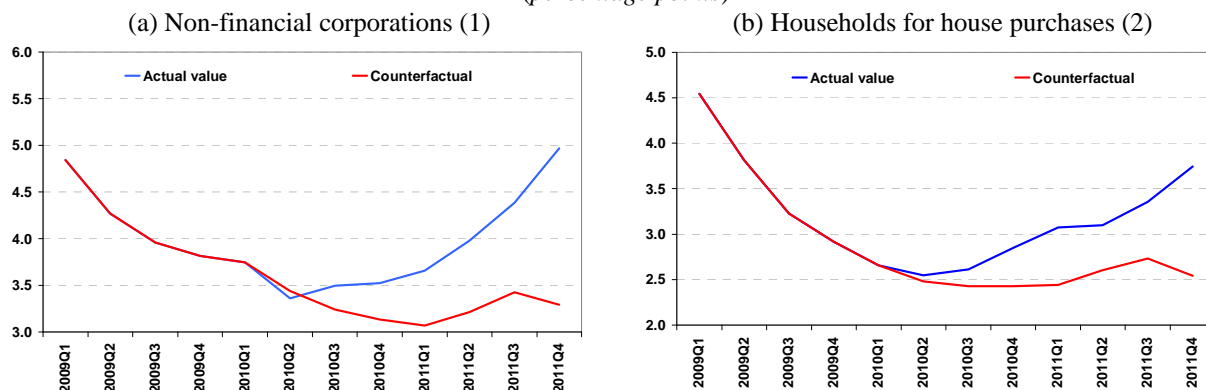 (a) Non-financial corporations (1)
(b) Households for house purchases (2)
Actual value
Counterfactual
6.0
5.5
5.0
4.5
4.0
3.5
3.0
2009Q1
2009Q2
2009Q3
2009Q4
2010Q1
2010Q2
2010Q3
2010Q4
2011Q1
2011Q2
2011Q3
2011Q4
Actual value
Counterfactual
5.0
4.5
4.0
3.5
3.0
2.5
2.0
2009Q1
2009Q2
2009Q3
2009Q4
2010Q1
2010Q2
2010Q3
2010Q4
2011Q1
2011Q2
2011Q3
2011Q4